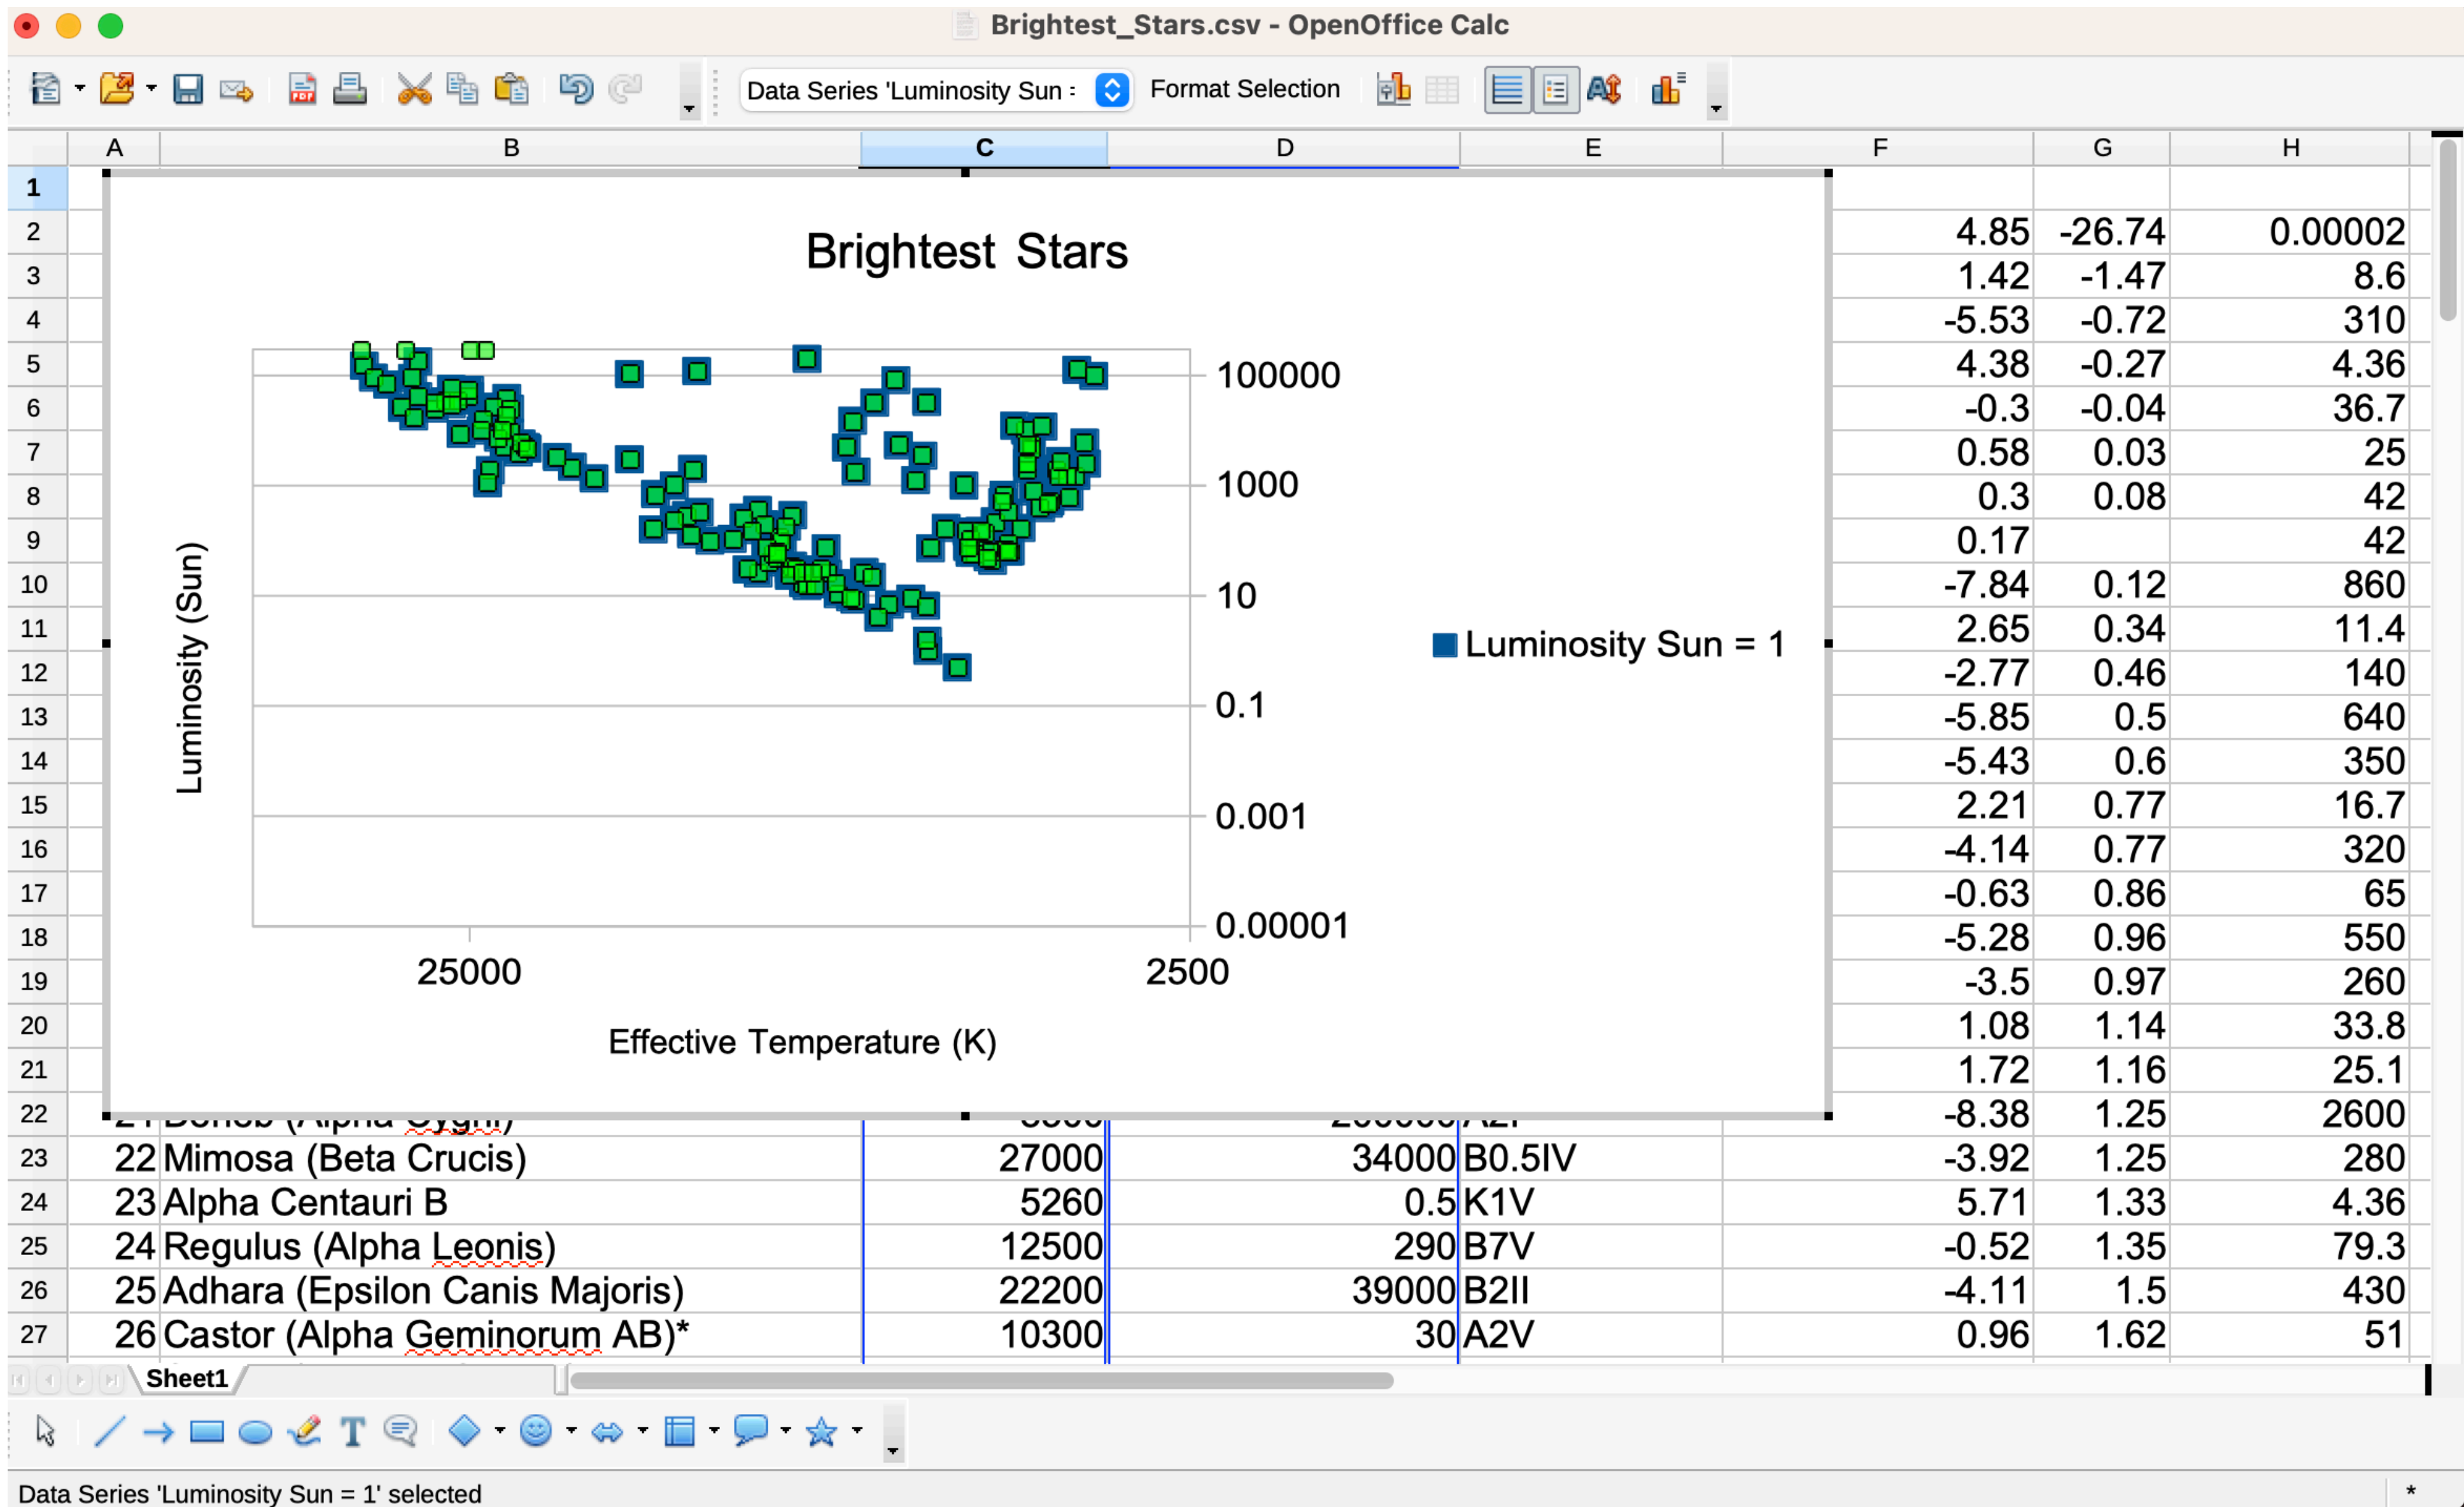 Brightest_Stars.csv - OpenOffice Calc
Data Series 'Luminosity Sun : Format Selection
A B C D E F G H
1
2 4.85 -26.74 0.00002
3 1.42 -1.47 8.6
4 -5.53 -0.72 310
5 4.38 -0.27 4.36
6 -0.3 -0.04 36.7
7 0.58 0.03 25
8 0.3 0.08 42
9 0.17 42
10 -7.84 0.12 860
11 2.65 0.34 11.4
12 -2.77 0.46 140
13 -5.85 0.5 640
14 -5.43 0.6 350
15 2.21 0.77 16.7
16 -4.14 0.77 320
17 -0.63 0.86 65
18 -5.28 0.96 550
19 -3.5 0.97 260
20 1.08 1.14 33.8
21 1.72 1.16 25.1
Brightest Stars
Luminosity (Sun)
100000
1000
10
0.1
0.001
0.00001
Luminosity Sun = 1
25000 2500
Effective Temperature (K)
22 -8.38 1.25 2600
23 22 Mimosa (Beta Crucis) 27000 34000 B0.5IV -3.92 1.25 280
24 23 Alpha Centauri B 5260 0.5 K1V 5.71 1.33 4.36
25 24 Regulus (Alpha Leonis) 12500 290 B7V -0.52 1.35 79.3
26 25 Adhara (Epsilon Canis Majoris) 22200 39000 B2II -4.11 1.5 430
27 26 Castor (Alpha Geminorum AB)* 10300 30 A2V 0.96 1.62 51
Sheet1
Data Series 'Luminosity Sun = 1' selected *